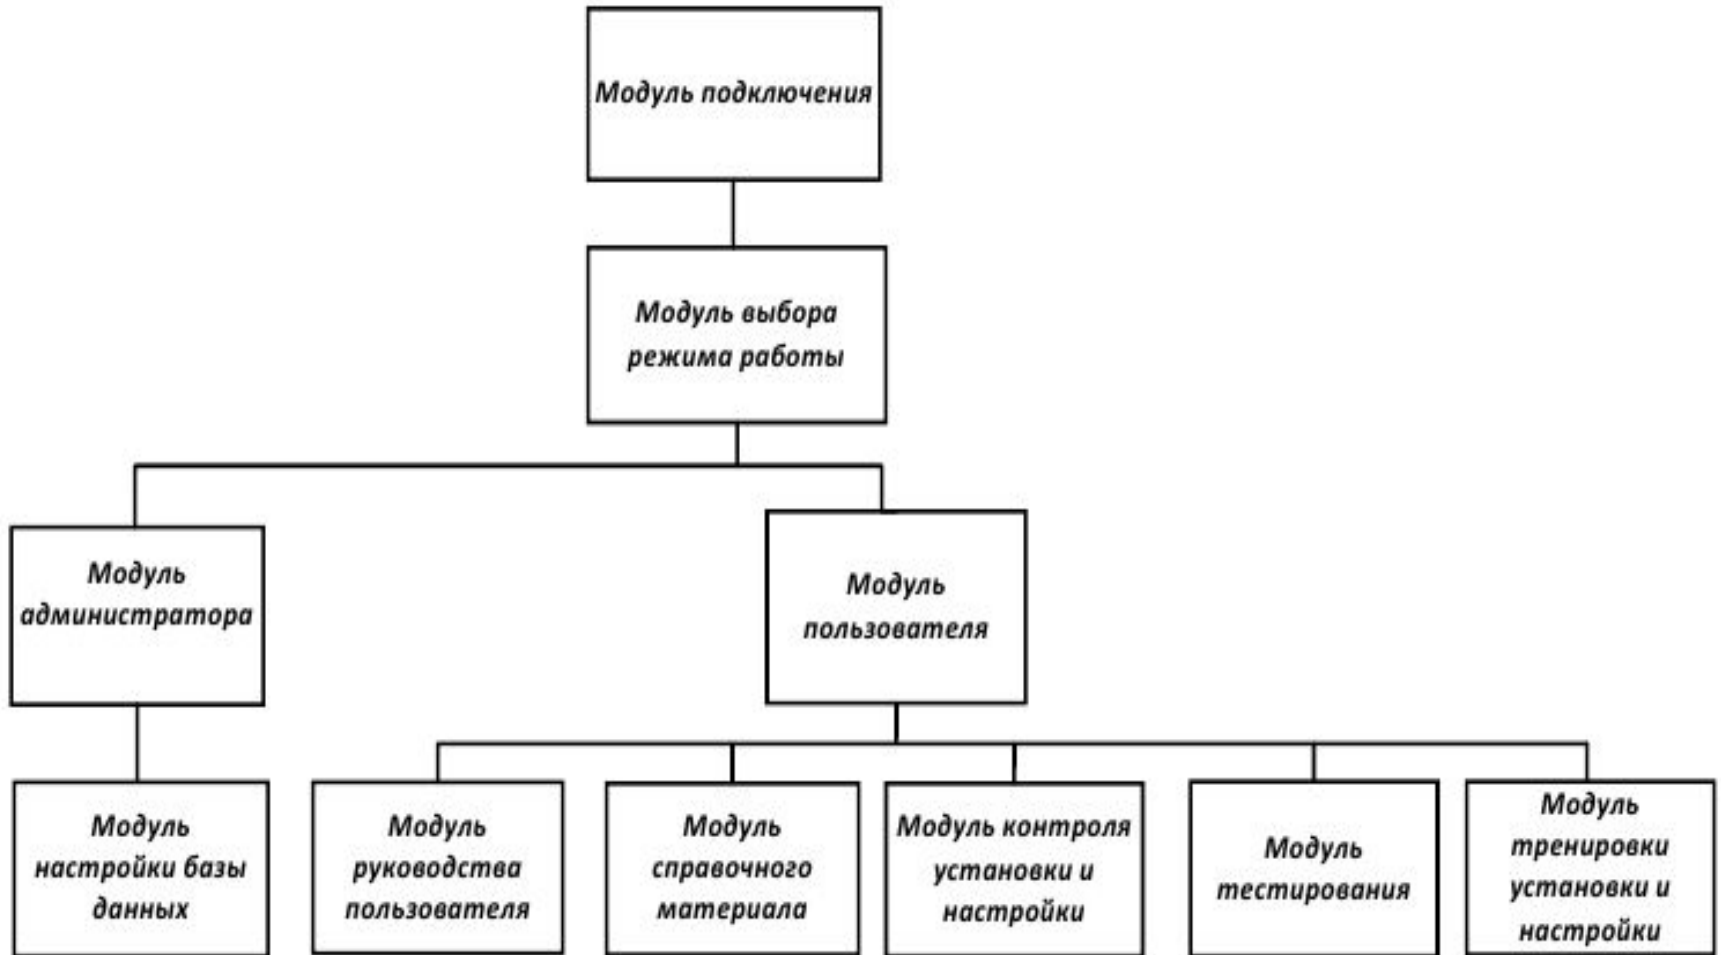 Модуль подключения
Модуль выбора
режима работы
Модуль
администратора
Модуль
пользователя
Модуль
настройки базы
данных
Модуль
руководства
пользователя
Модуль
справочного
материала
Модуль контроля
установки и
настройки
Модуль
тестирования
Модуль
тренировки
установки и
настройки